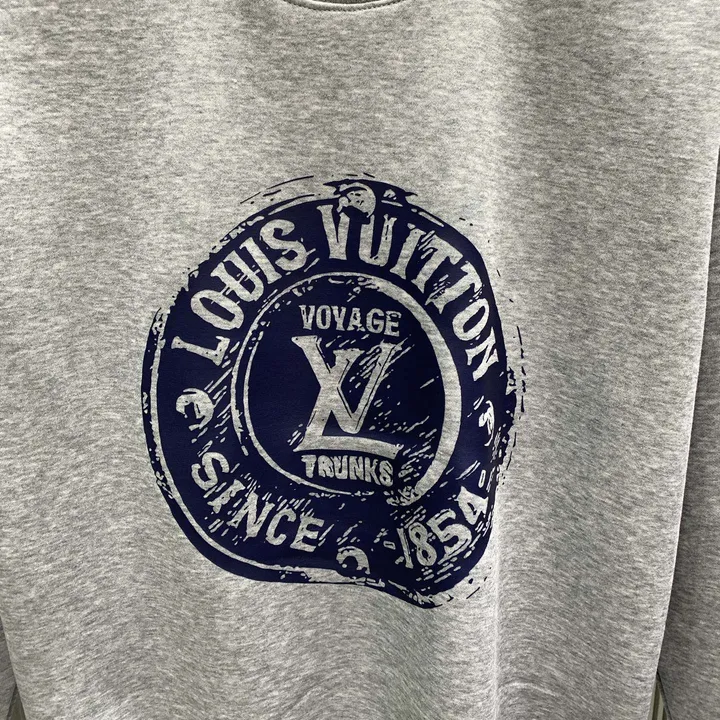 LOUIS VUITTON
VOYAGE
LV
TRUNKS
SINCE -1854-